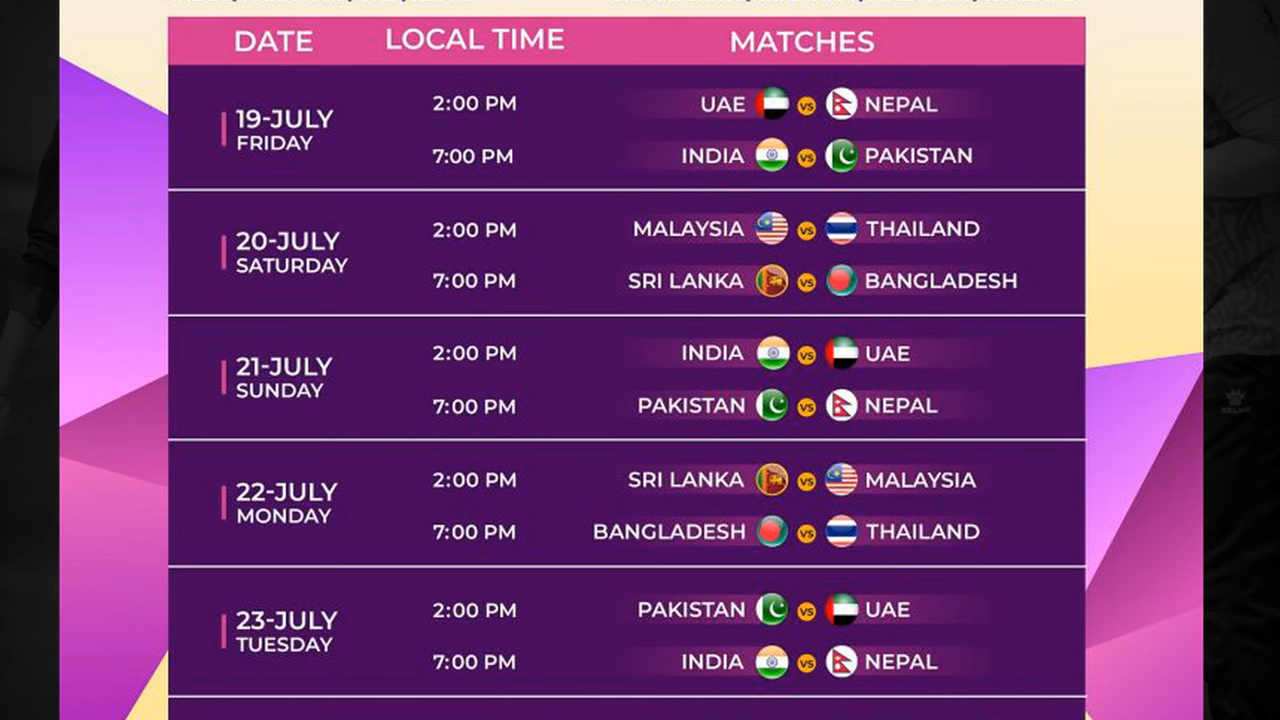 DATE LOCAL TIME MATCHES
19-JULY
FRIDAY
2:00 PM UAE VS NEPAL
7:00 PM INDIA VS PAKISTAN
20-JULY
SATURDAY
2:00 PM MALAYSIA VS THAILAND
7:00 PM SRI LANKA VS BANGLADESH
21-JULY
SUNDAY
2:00 PM INDIA VS UAE
7:00 PM PAKISTAN VS NEPAL
22-JULY
MONDAY
2:00 PM SRI LANKA VS MALAYSIA
7:00 PM BANGLADESH VS THAILAND
23-JULY
TUESDAY
2:00 PM PAKISTAN VS UAE
7:00 PM INDIA VS NEPAL